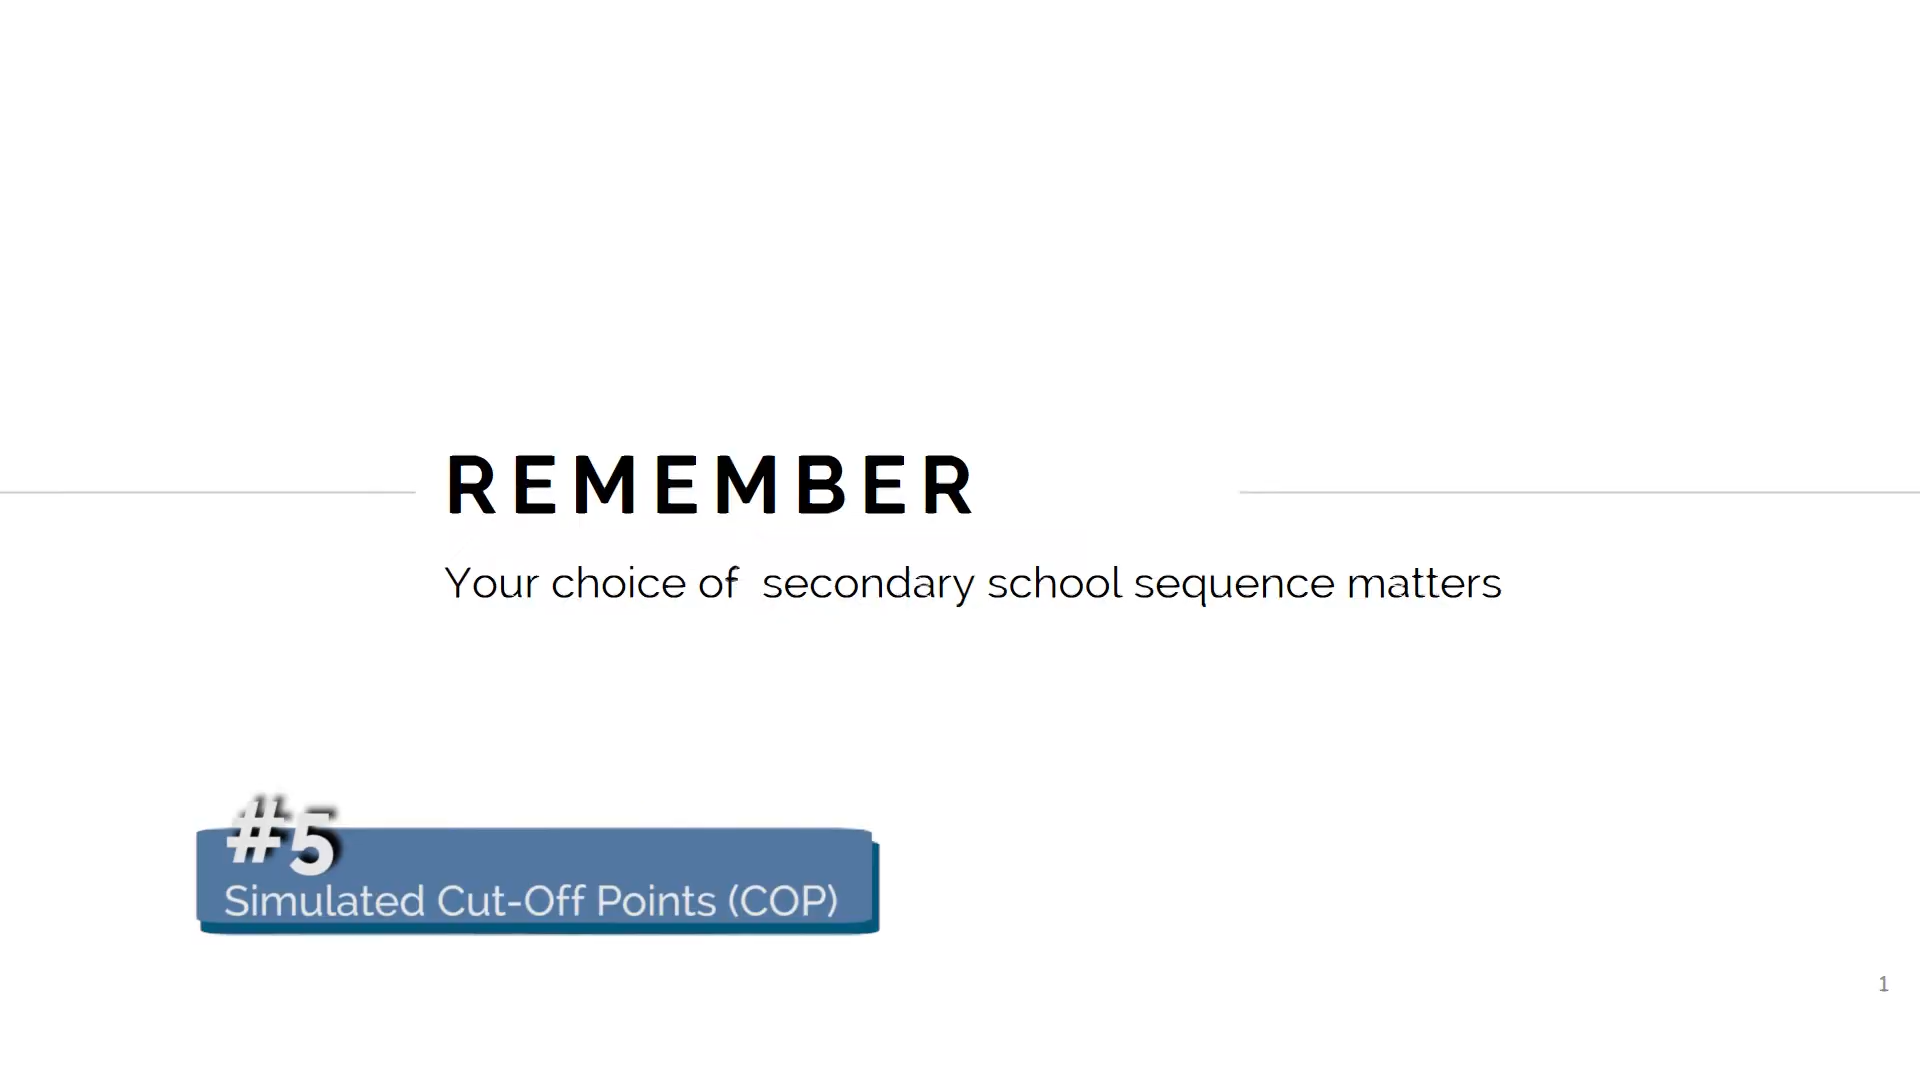 REMEMBER
Your choice of secondary school sequence matters
#5
Simulated Cut-Off Points (COP)
1